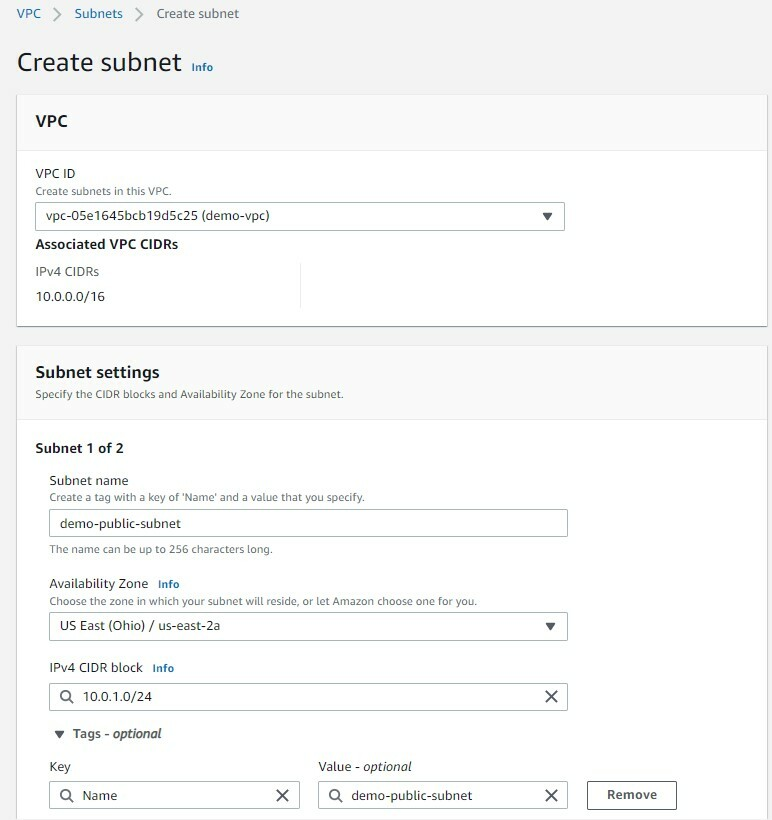 VPC > Subnets > Create subnet
Create subnet Info
VPC
VPC ID
Create subnets in this VPC.
vpc-05e1645bcb19d5c25 (demo-vpc)
Associated VPC CIDRs
IPv4 CIDRs
10.0.0.0/16
Subnet settings
Specify the CIDR blocks and Availability Zone for the subnet.
Subnet 1 of 2
Subnet name
Create a tag with a key of 'Name' and a value that you specify.
demo-public-subnet
The name can be up to 256 characters long.
Availability Zone Info
Choose the zone in which your subnet will reside, or let Amazon choose one for you.
US East (Ohio) / us-east-2a
IPv4 CIDR block Info
10.0.1.0/24
Tags - optional
Key Value - optional
Name demo-public-subnet Remove